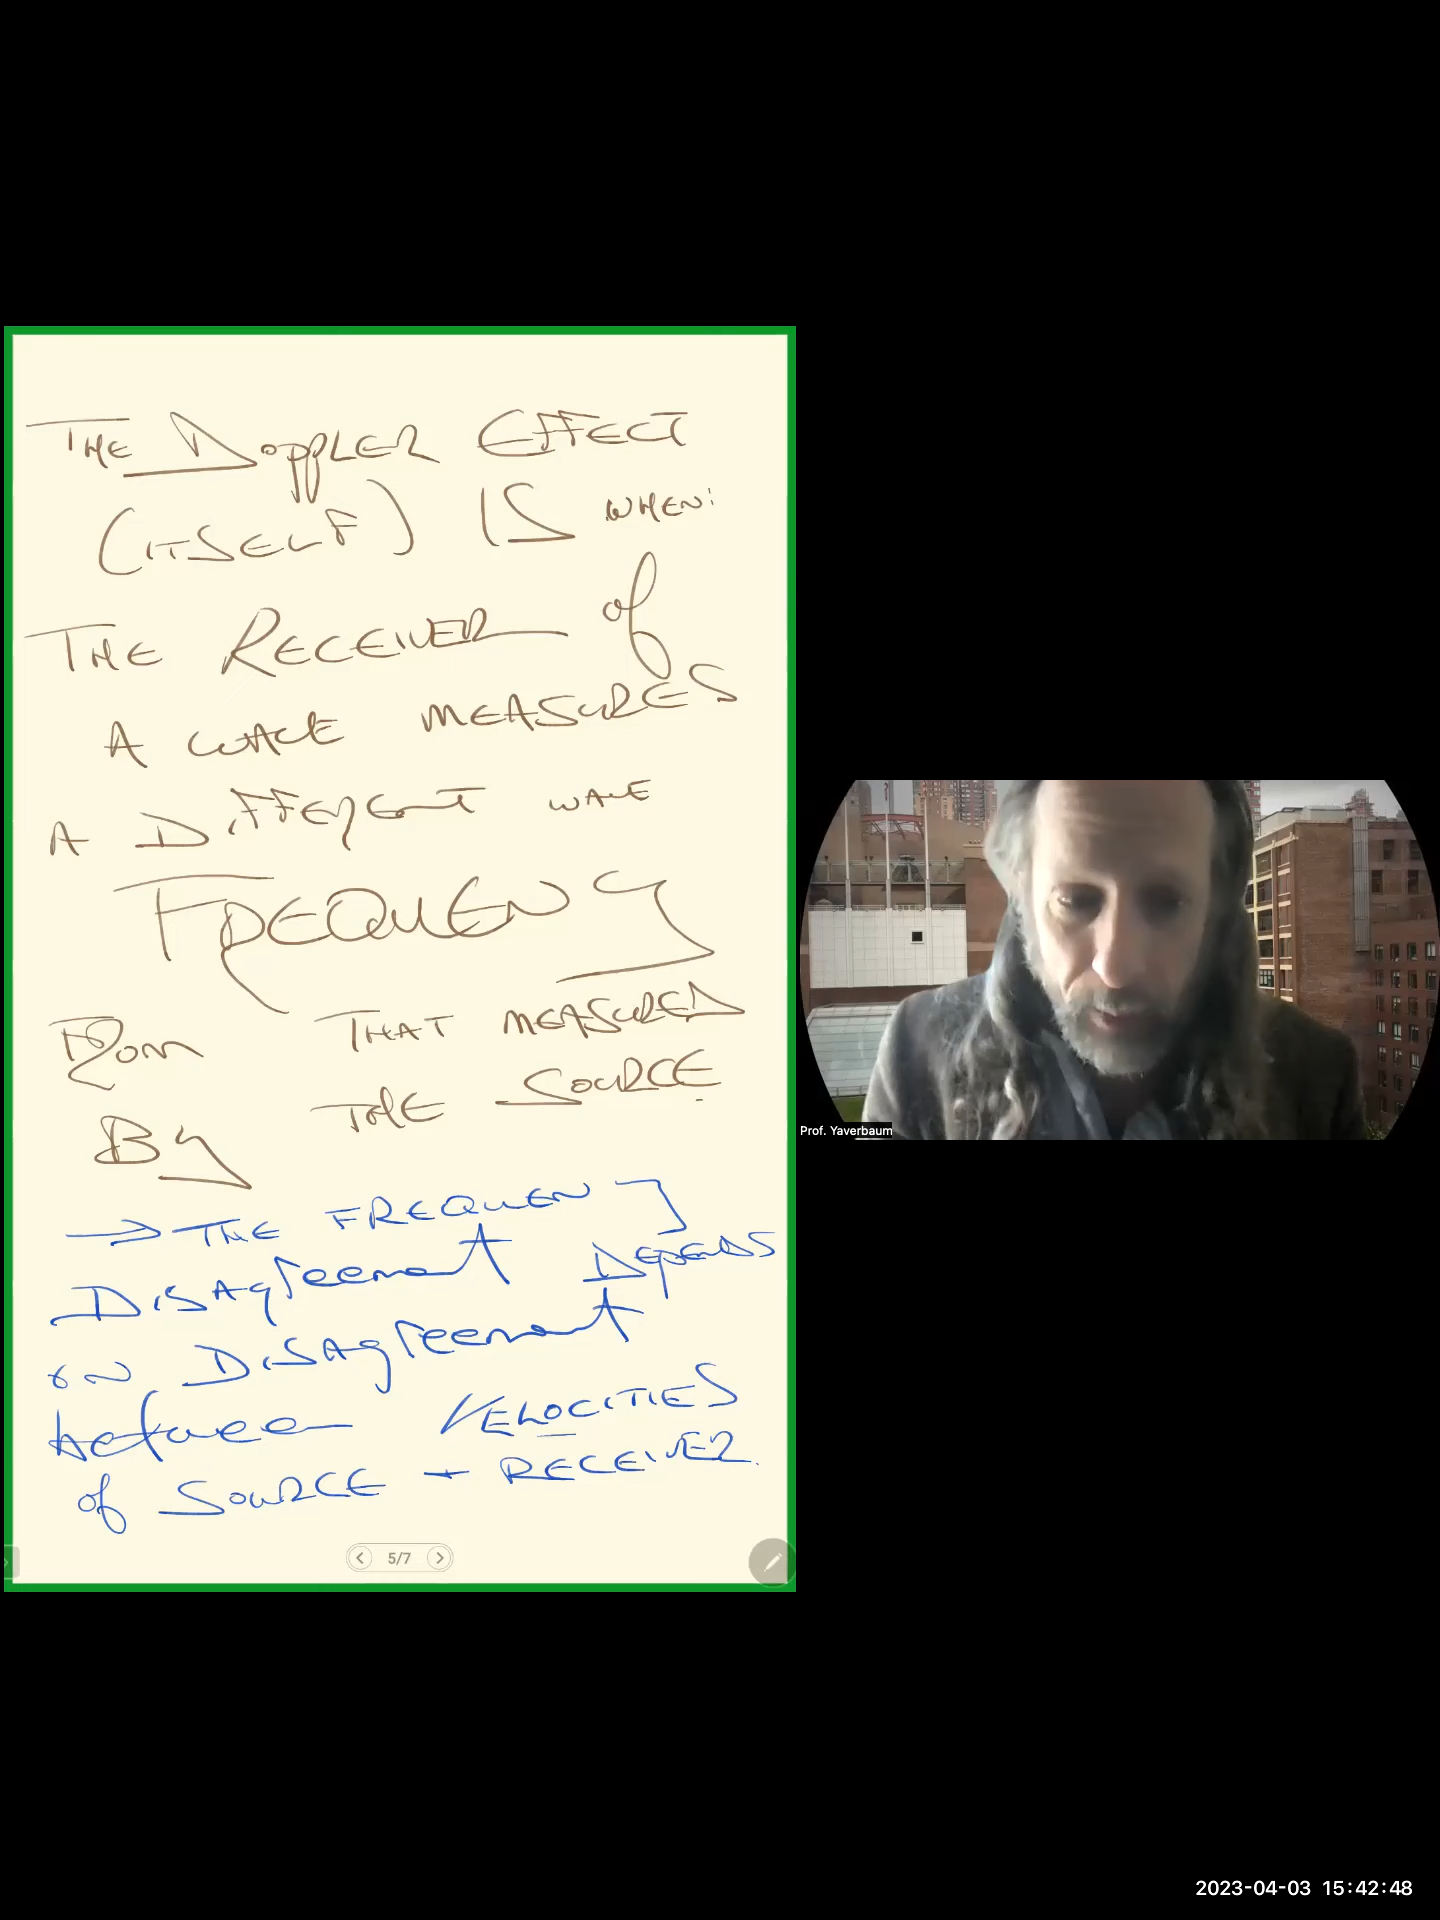 THE DOPPLER EFFECT
(ITSELF) IS WHEN:
THE RECEIVER of
A WAVE MEASURES
A DIFFERENT WAVE
FREQUENCY
FROM THAT MEASURED
BY THE SOURCE.
→ THE FREQUEN]
DISAgreement DEPENDS
ON DISAgreement
between VELOCITIES
of SOURCE + RECEIVER.
5/7
Prof. Yaverbaum
2023-04-03 15:42:48